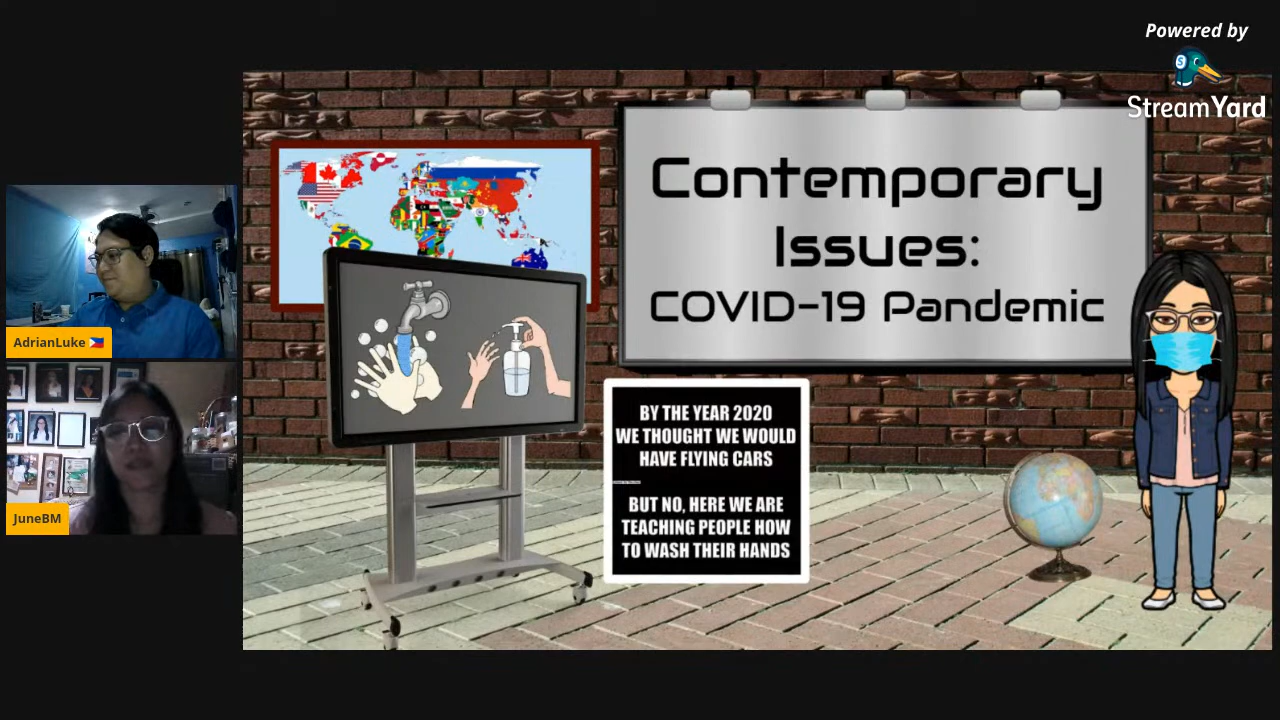 Powered by
StreamYard
Contemporary
Issues:
COVID-19 Pandemic
BY THE YEAR 2020
WE THOUGHT WE WOULD
HAVE FLYING CARS
BUT NO, HERE WE ARE
TEACHING PEOPLE HOW
TO WASH THEIR HANDS
AdrianLuke 🇵🇭
JuneBM